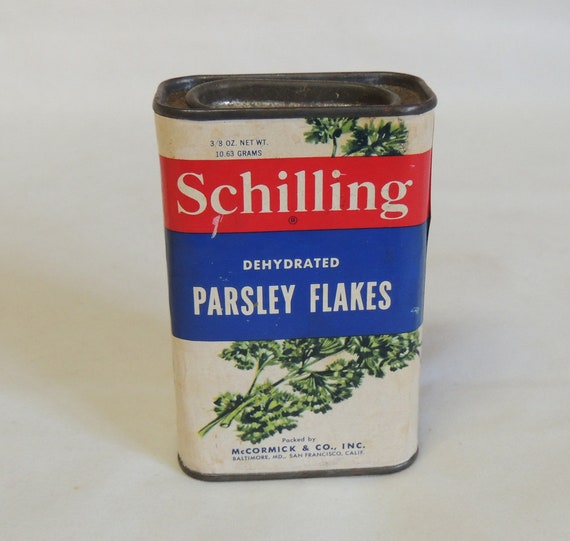 3/8 OZ. NET WT.
10.63 GRAMS
Schilling
®
DEHYDRATED
PARSLEY FLAKES
Packed by
McCORMICK & CO., INC.
BALTIMORE, MD., SAN FRANCISCO, CALIF.